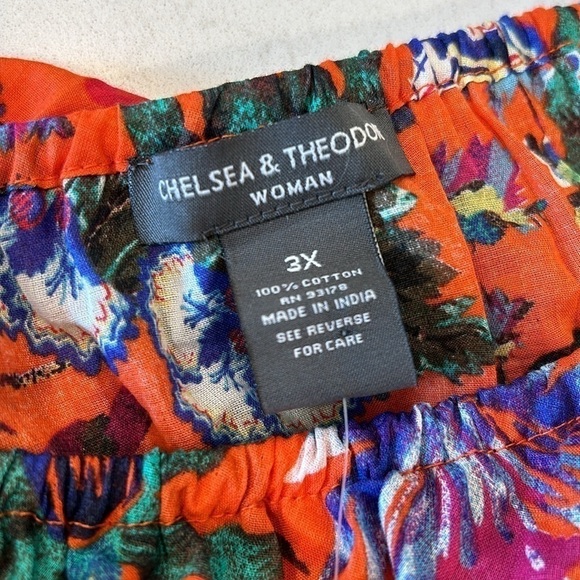 CHELSEA & THEODOR
WOMAN
3X
100% COTTON
RN 93178
MADE IN INDIA
SEE REVERSE
FOR CARE